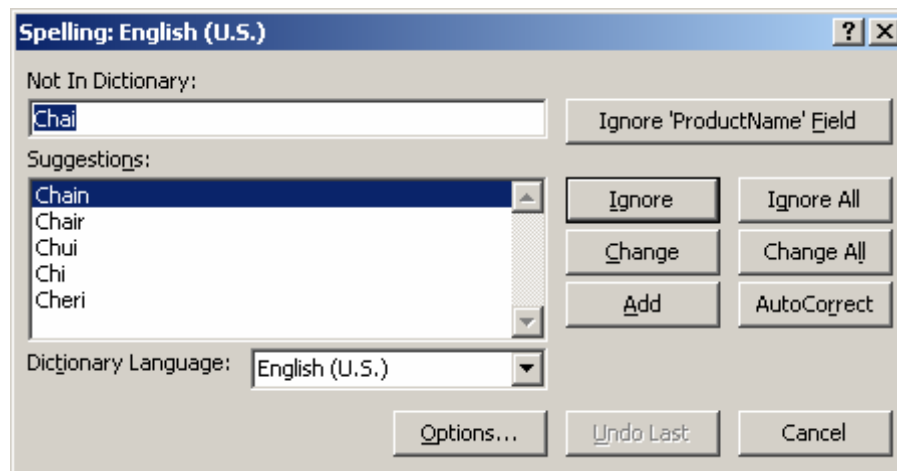 Spelling: English (U.S.)
Not In Dictionary:
Chai
Ignore 'ProductName' Field
Suggestions:
Chain
Chair
Chui
Chi
Cheri
Ignore
Ignore All
Change
Change All
Add
AutoCorrect
Dictionary Language:
English (U.S.)
Options...
Undo Last
Cancel